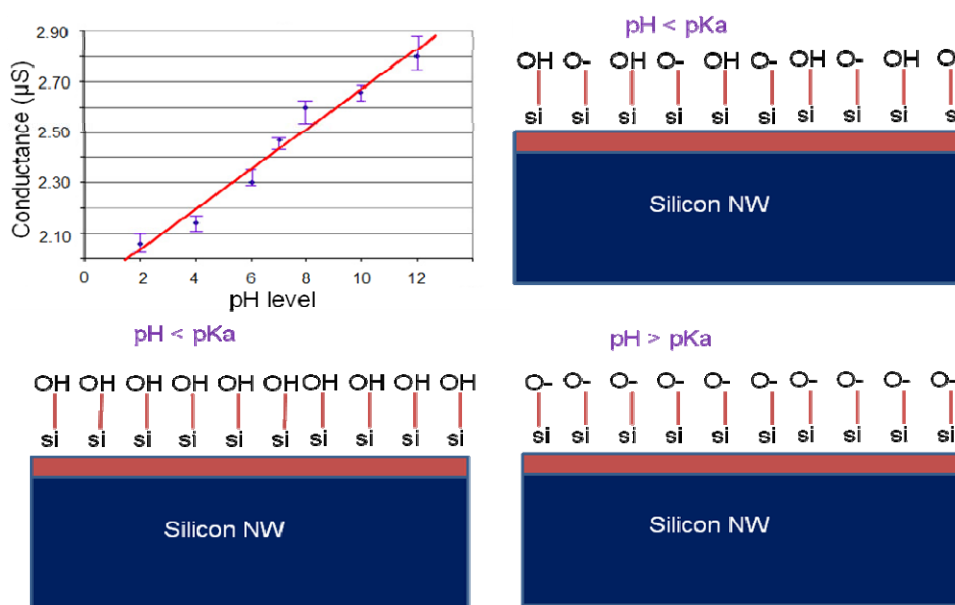 Conductance (µS)
2.90
2.70
2.50
2.30
2.10
0 2 4 6 8 10 12
pH level
pH < pKa
OH O- OH O- OH O- OH O- OH O
si si si si si si si si si si
Silicon NW
pH < pKa
OH OH OH OH OH OH OH OH OH OH
si si si si si si si si si si
Silicon NW
pH > pKa
O- O- O- O- O- O- O- O- O- O-
si si si si si si si si si si
Silicon NW